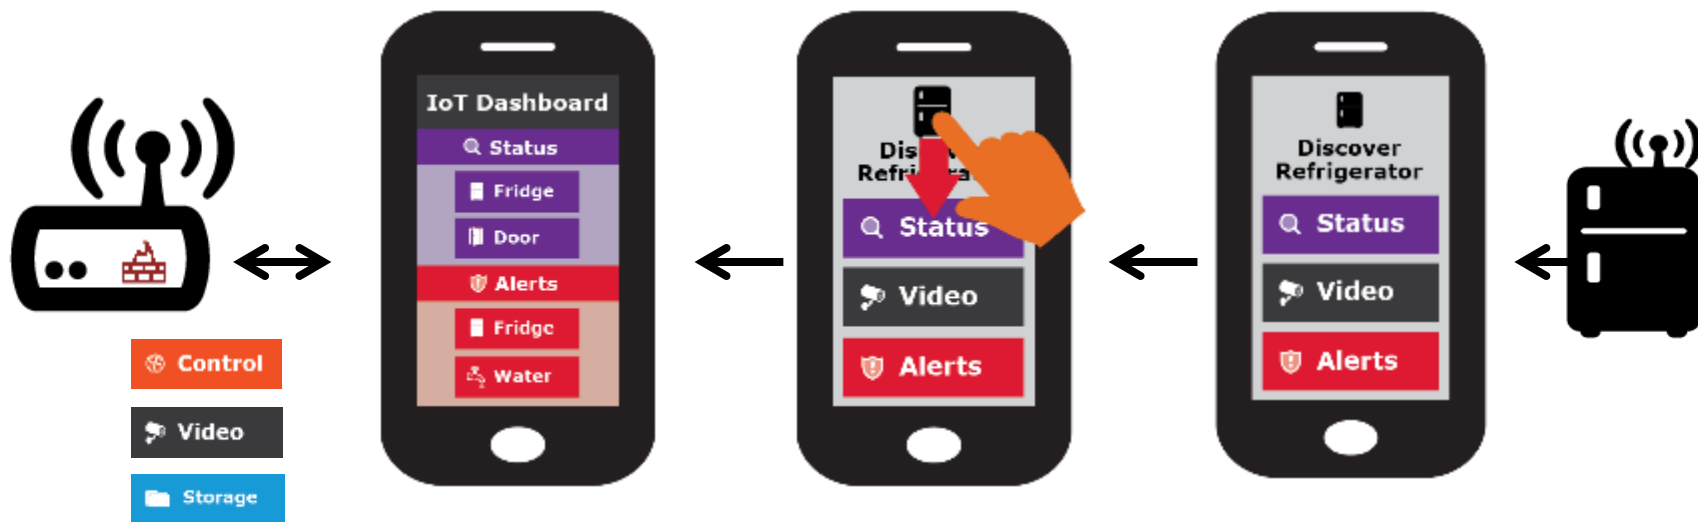 Control
Video
Storage
IoT Dashboard
Status
Fridge
Door
Alerts
Fridge
Water
Status
Video
Alerts
Discover
Refrigerator
Status
Video
Alerts